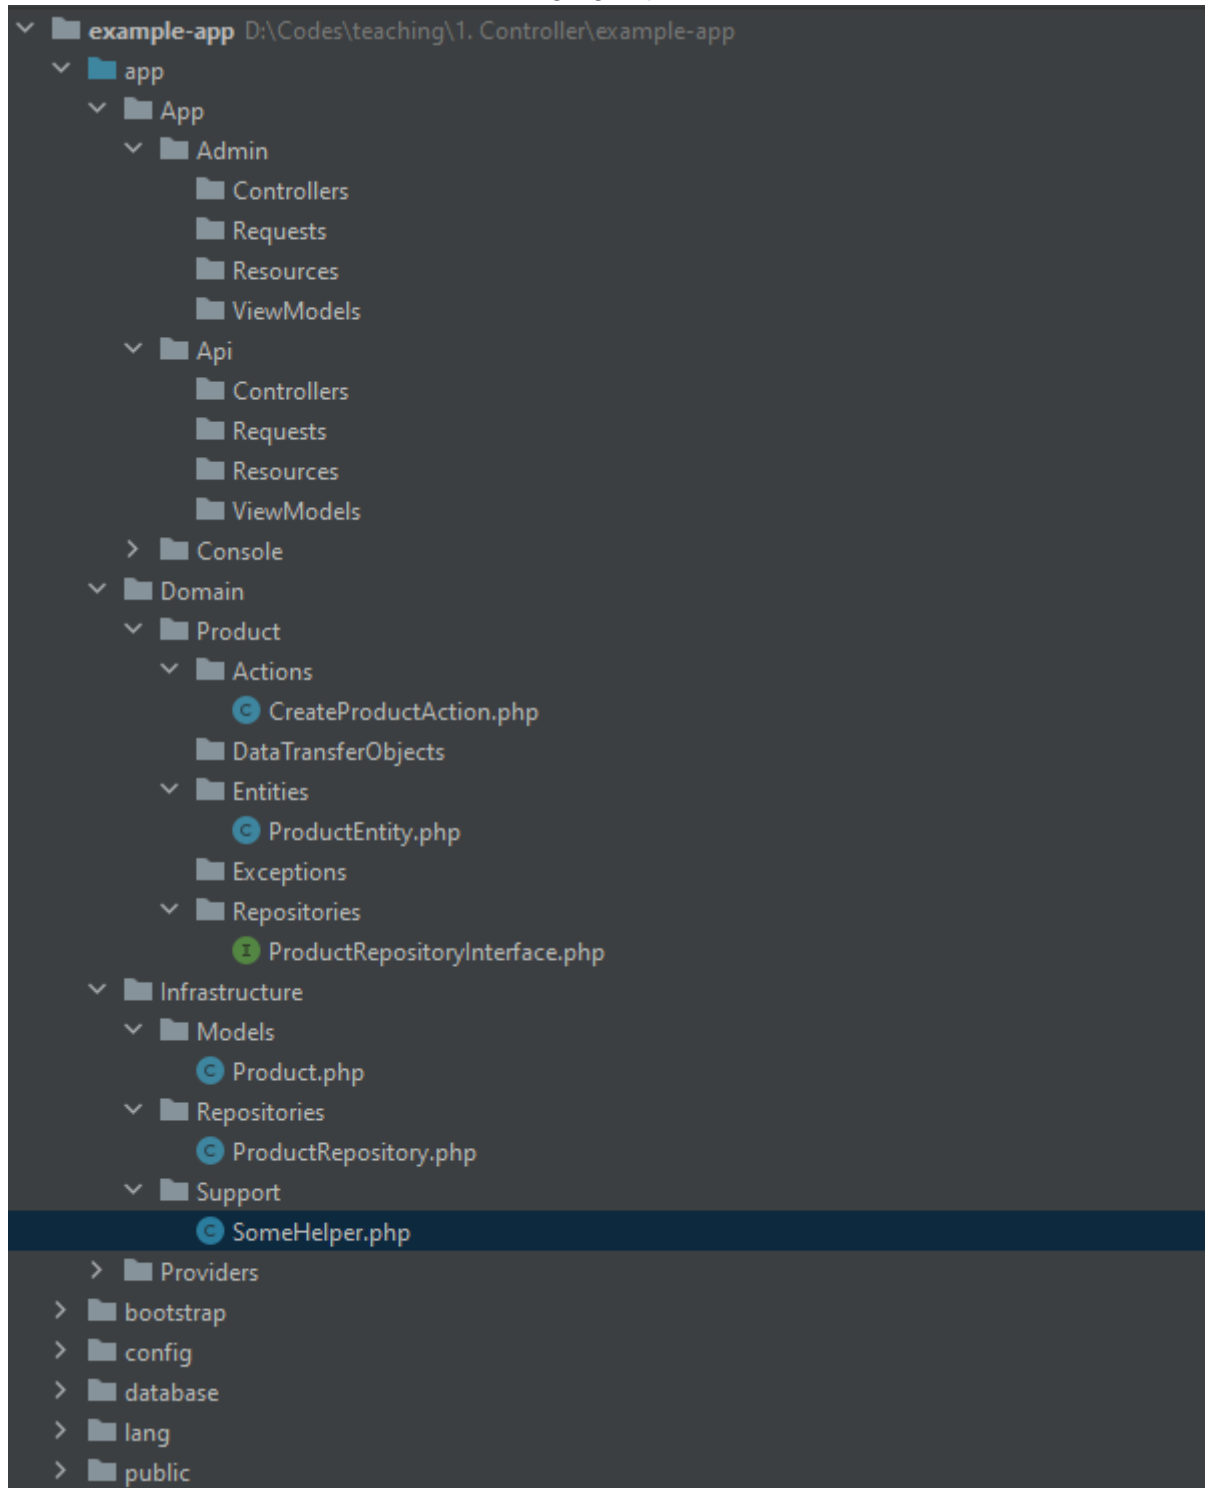 example-app D:\Codes\teaching\1. Controller\example-app
app
App
Admin
Controllers
Requests
Resources
ViewModels
Api
Controllers
Requests
Resources
ViewModels
Console
Domain
Product
Actions
CreateProductAction.php
DataTransferObjects
Entities
ProductEntity.php
Exceptions
Repositories
ProductRepositoryInterface.php
Infrastructure
Models
Product.php
Repositories
ProductRepository.php
Support
SomeHelper.php
Providers
bootstrap
config
database
lang
public